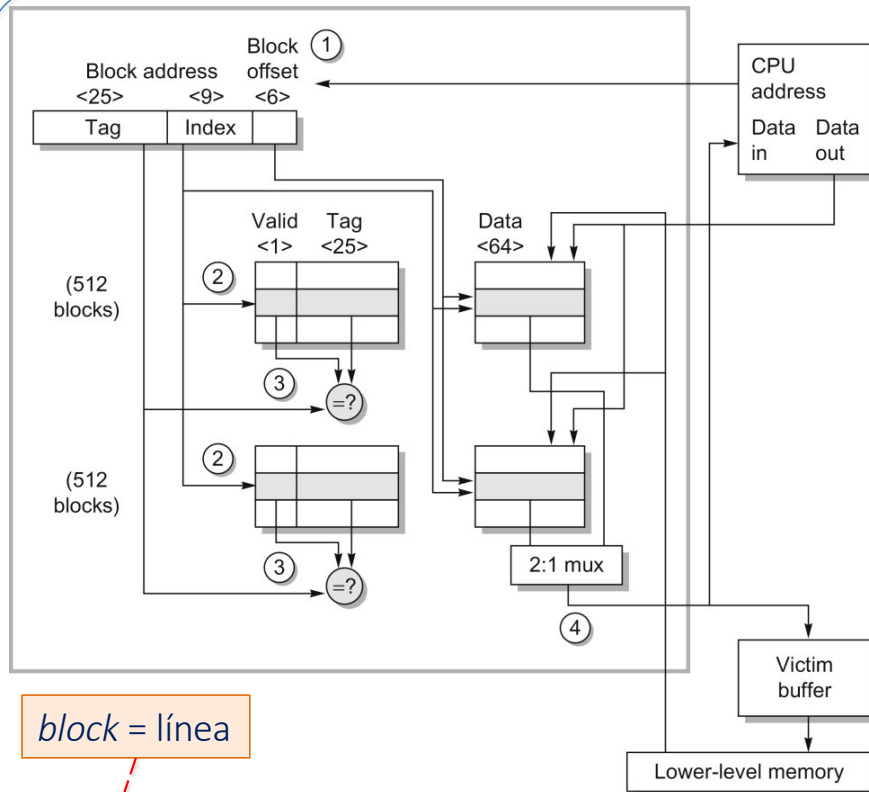 Block
offset
<6>
1
Block address
<25>
<9>
Tag
Index
CPU
address
Data
in
Data
out
Valid
<1>
Tag
<25>
Data
<64>
(512
blocks)
2
3
=?
(512
blocks)
2
3
=?
2:1 mux
4
Victim
buffer
Lower-level memory
block = línea